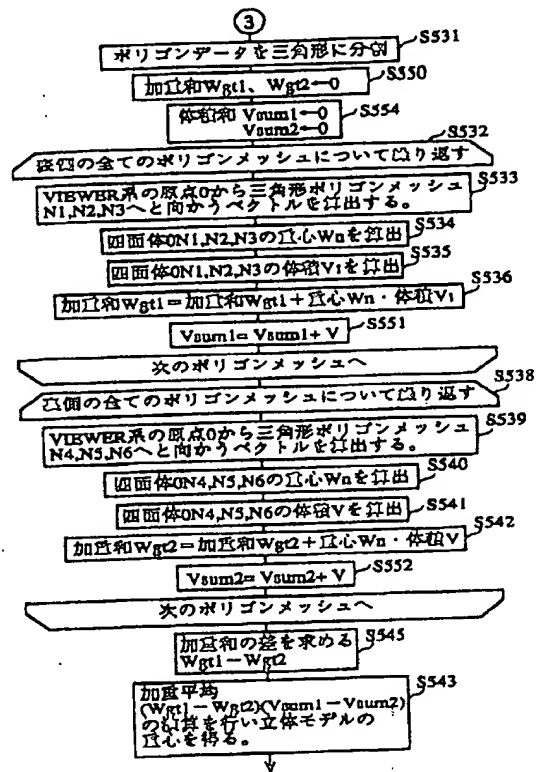 3
ポリゴンデータを三角形に分割 S531
加重和Wgt1、Wgt2←0 S550
体積和 Vsum1←0 S554
Vsum2←0
の全てのポリゴンメッシュについて繰り返す S532
VIEWER系の原点0から三角形ポリゴンメッシュ S533
N1,N2,N3へと向かうベクトルを算出する。
四面体0N1,N2,N3の重心Wnを算出 S534
四面体0N1,N2,N3の体積Viを算出 S535
加重和Wgt1=加重和Wgt1+重心Wn・体積Vi S536
Vsum1=Vsum1+V S551
次のポリゴンメッシュへ
の全てのポリゴンメッシュについて繰り返す S538
VIEWER系の原点0から三角形ポリゴンメッシュ S539
N4,N5,N6へと向かうベクトルを算出する。
四面体0N4,N5,N6の重心Wnを算出 S540
四面体0N4,N5,N6の体積Vを算出 S541
加重和Wgt2=加重和Wgt2+重心Wn・体積V S542
Vsum2=Vsum2+V S552
次のポリゴンメッシュへ
加重和の差を求める S545
Wgt1-Wgt2
加重平均 S543
(Wgt1-Wgt2)(Vsum1-Vsum2)
の計算を行い立体モデルの
重心を得る。